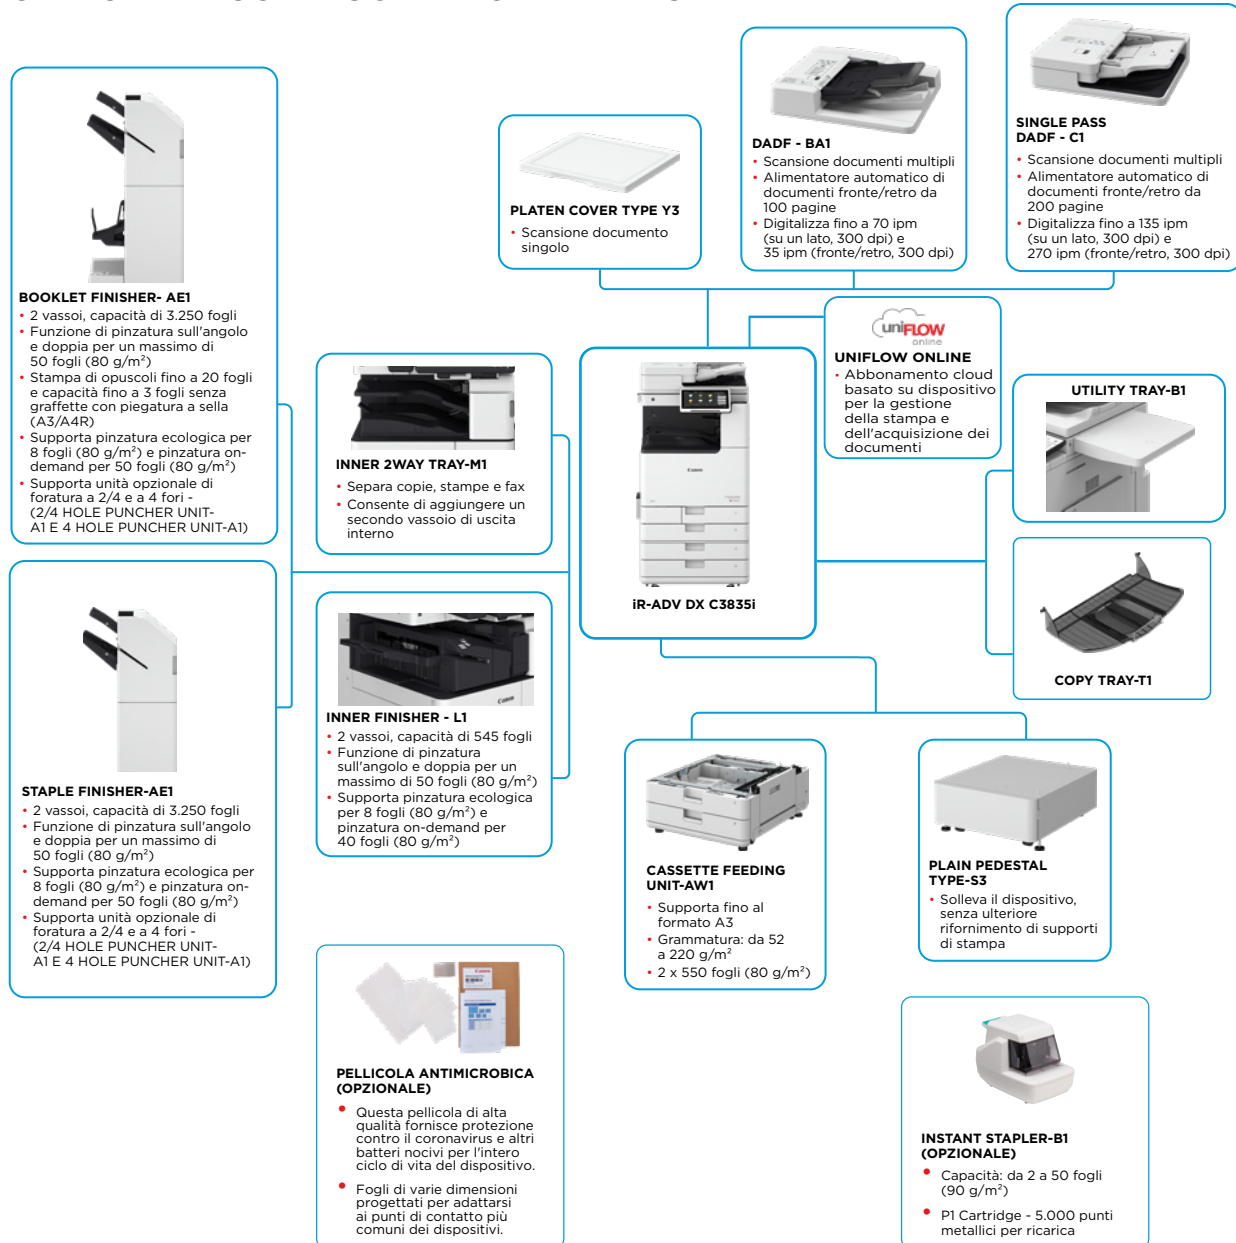 BOOKLET FINISHER- AE1
• 2 vassoi, capacità di 3.250 fogli
• Funzione di pinzatura sull'angolo
e doppia per un massimo di
50 fogli (80 g/m²)
• Stampa di opuscoli fino a 20 fogli
e capacità fino a 3 fogli senza
graffette con piegatura a sella
(A3/A4R)
• Supporta pinzatura ecologica per
8 fogli (80 g/m²) e pinzatura on-
demand per 50 fogli (80 g/m²)
• Supporta unità opzionale di
foratura a 2/4 e a 4 fori -
(2/4 HOLE PUNCHER UNIT-
A1 E 4 HOLE PUNCHER UNIT-A1)
STAPLE FINISHER-AE1
• 2 vassoi, capacità di 3.250 fogli
• Funzione di pinzatura sull'angolo
e doppia per un massimo di
50 fogli (80 g/m²)
• Supporta pinzatura ecologica per
8 fogli (80 g/m²) e pinzatura on-
demand per 50 fogli (80 g/m²)
• Supporta unità opzionale di
foratura a 2/4 e a 4 fori -
(2/4 HOLE PUNCHER UNIT-
A1 E 4 HOLE PUNCHER UNIT-A1)
INNER 2WAY TRAY-M1
• Separa copie, stampe e fax
• Consente di aggiungere un
secondo vassoio di uscita
interno
Canon
INNER FINISHER - L1
• 2 vassoi, capacità di 545 fogli
• Funzione di pinzatura
sull'angolo e doppia per un
massimo di 50 fogli (80 g/m²)
• Supporta pinzatura ecologica
per 8 fogli (80 g/m²) e
pinzatura on-demand per
40 fogli (80 g/m²)
Canon
PELLICOLA ANTIMICROBICA
(OPZIONALE)
• Questa pellicola di alta
qualità fornisce protezione
contro il coronavirus e altri
batteri nocivi per l'intero
ciclo di vita del dispositivo.
• Fogli di varie dimensioni
progettati per adattarsi
ai punti di contatto più
comuni dei dispositivi.
PLATEN COVER TYPE Y3
• Scansione documento
singolo
DADF - BA1
• Scansione documenti multipli
• Alimentatore automatico di
documenti fronte/retro da
100 pagine
• Digitalizza fino a 70 ipm
(su un lato, 300 dpi) e
35 ipm (fronte/retro, 300 dpi)
SINGLE PASS
DADF - C1
• Scansione documenti multipli
• Alimentatore automatico di
documenti fronte/retro da
200 pagine
• Digitalizza fino a 135 ipm
(su un lato, 300 dpi) e
270 ipm (fronte/retro, 300 dpi)
Canon
iR-ADV DX C3835i
uniFLOW
online
UNIFLOW ONLINE
• Abbonamento cloud
basato su dispositivo
per la gestione
della stampa e
dell'acquisizione dei
documenti
UTILITY TRAY-B1
COPY TRAY-T1
CASSETTE FEEDING
UNIT-AW1
• Supporta fino al
formato A3
• Grammatura: da 52
a 220 g/m²
• 2 x 550 fogli (80 g/m²)
PLAIN PEDESTAL
TYPE-S3
• Solleva il dispositivo,
senza ulteriore
rifornimento di supporti
di stampa
INSTANT STAPLER-B1
(OPZIONALE)
• Capacità: da 2 a 50 fogli
(90 g/m²)
• P1 Cartridge - 5.000 punti
metallici per ricarica